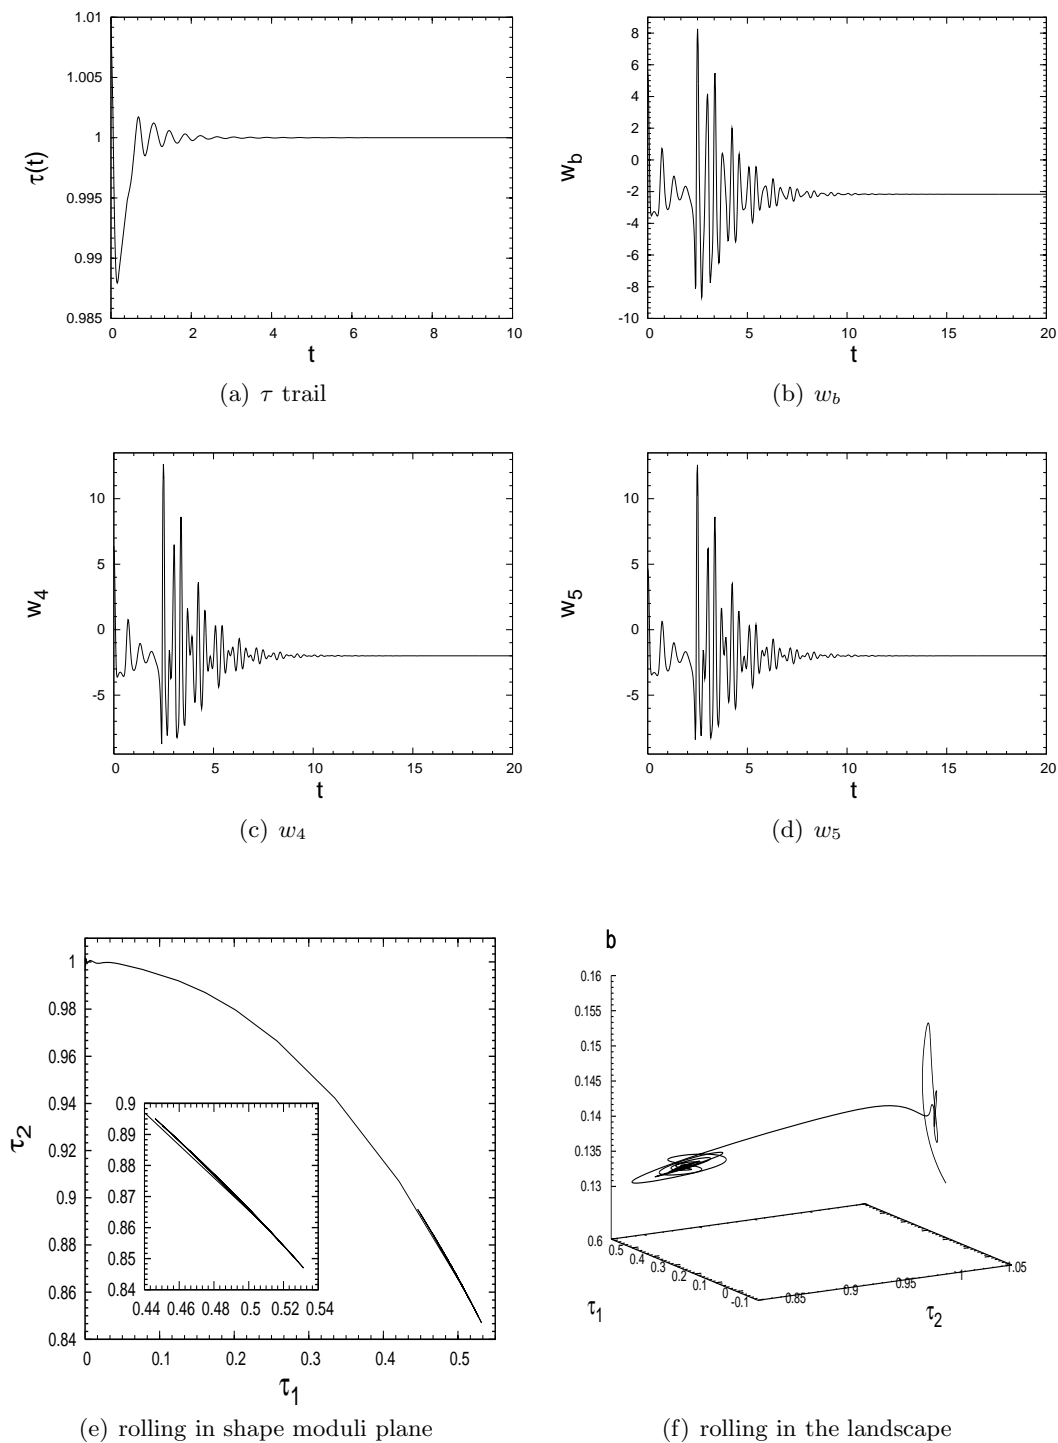 1.01
1.005
1
0.995
0.99
0.985
τ(t)
0 2 4 6 8 10
t
(a) τ trail
8
6
4
2
0
-2
-4
-6
-8
-10
w_b
0 5 10 15 20
t
(b) w_b
10
5
0
-5
w_4
0 5 10 15 20
t
(c) w_4
10
5
0
-5
w_5
0 5 10 15 20
t
(d) w_5
1
0.98
0.96
0.94
0.92
0.9
0.88
0.86
0.84
τ_2
0.9
0.89
0.88
0.87
0.86
0.85
0.84
0.44 0.46 0.48 0.5 0.52 0.54
0 0.1 0.2 0.3 0.4 0.5
τ_1
(e) rolling in shape moduli plane
b
0.16
0.155
0.15
0.145
0.14
0.135
0.13
0.6 0.5 0.4 0.3 0.2 0.1 0 -0.1
τ_1
0.85 0.9 0.95 1 1.05
τ_2
(f) rolling in the landscape